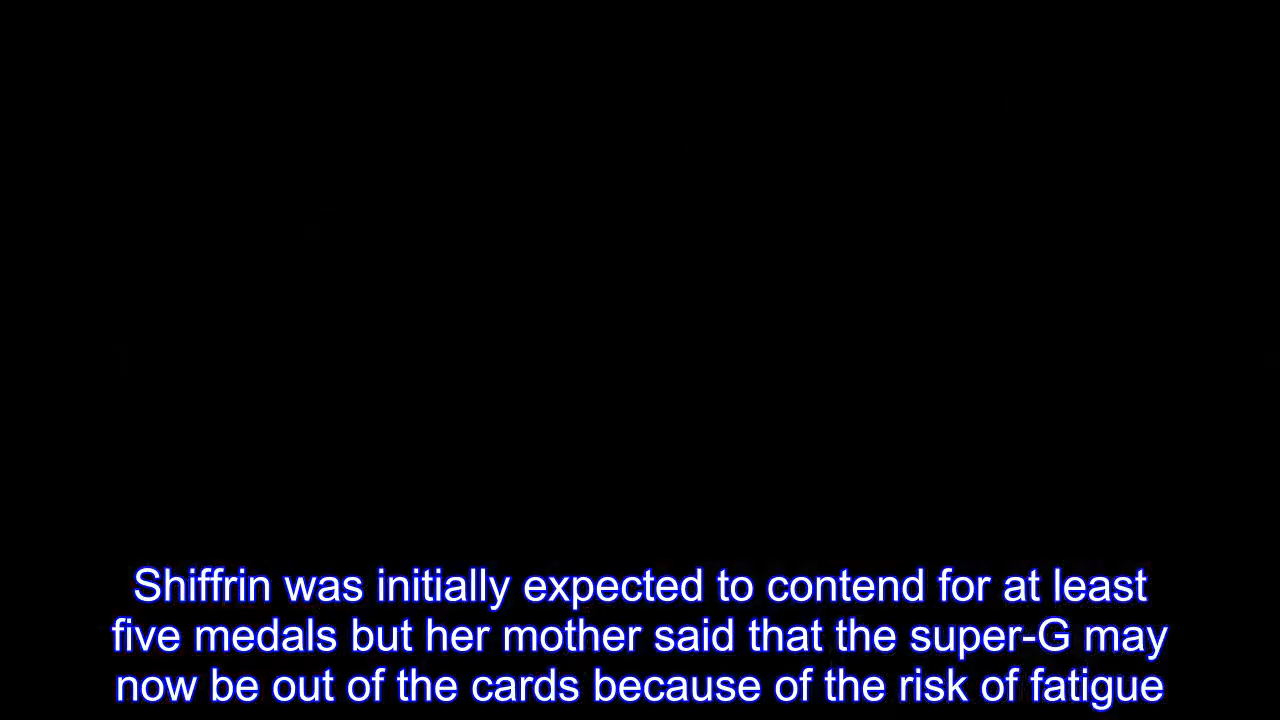 Shiffrin was initially expected to contend for at least
five medals but her mother said that the super-G may
now be out of the cards because of the risk of fatigue